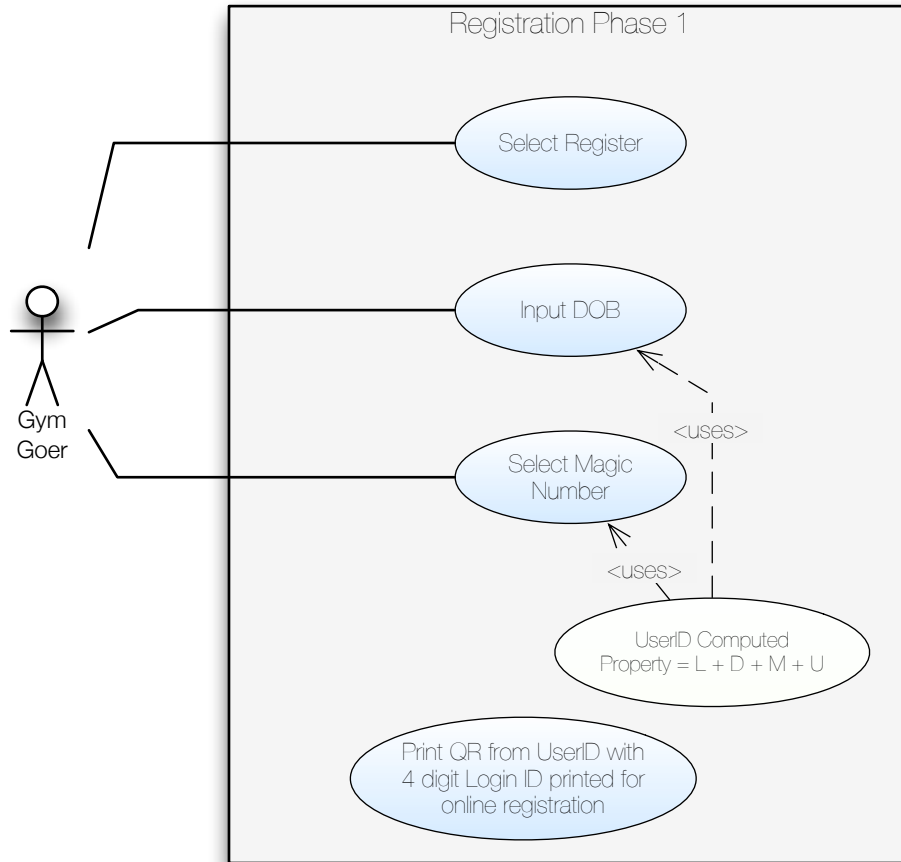 Registration Phase 1
Select Register
Input DOB
Gym
Goer
<uses>
Select Magic
Number
<uses>
UserID Computed
Property = L + D + M + U
Print QR from UserID with
4 digit Login ID printed for
online registration